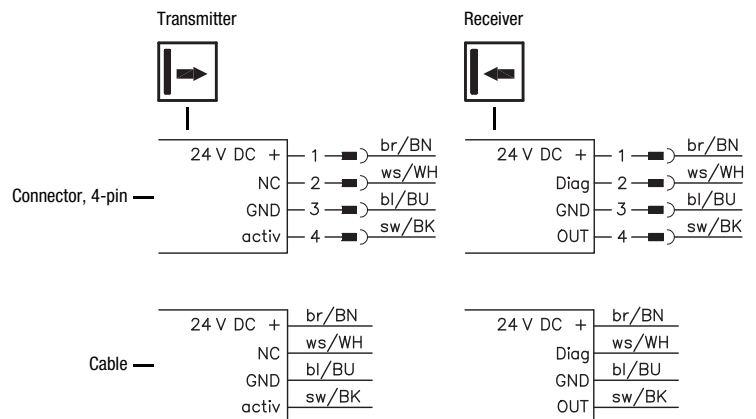 Transmitter Receiver
24 V DC + 1 br/BN 24 V DC + 1 br/BN
NC 2 ws/WH Diag 2 ws/WH
Connector, 4-pin GND 3 bl/BU GND 3 bl/BU
activ 4 sw/BK OUT 4 sw/BK
24 V DC + br/BN 24 V DC + br/BN
NC ws/WH Diag ws/WH
Cable GND bl/BU GND bl/BU
activ sw/BK OUT sw/BK